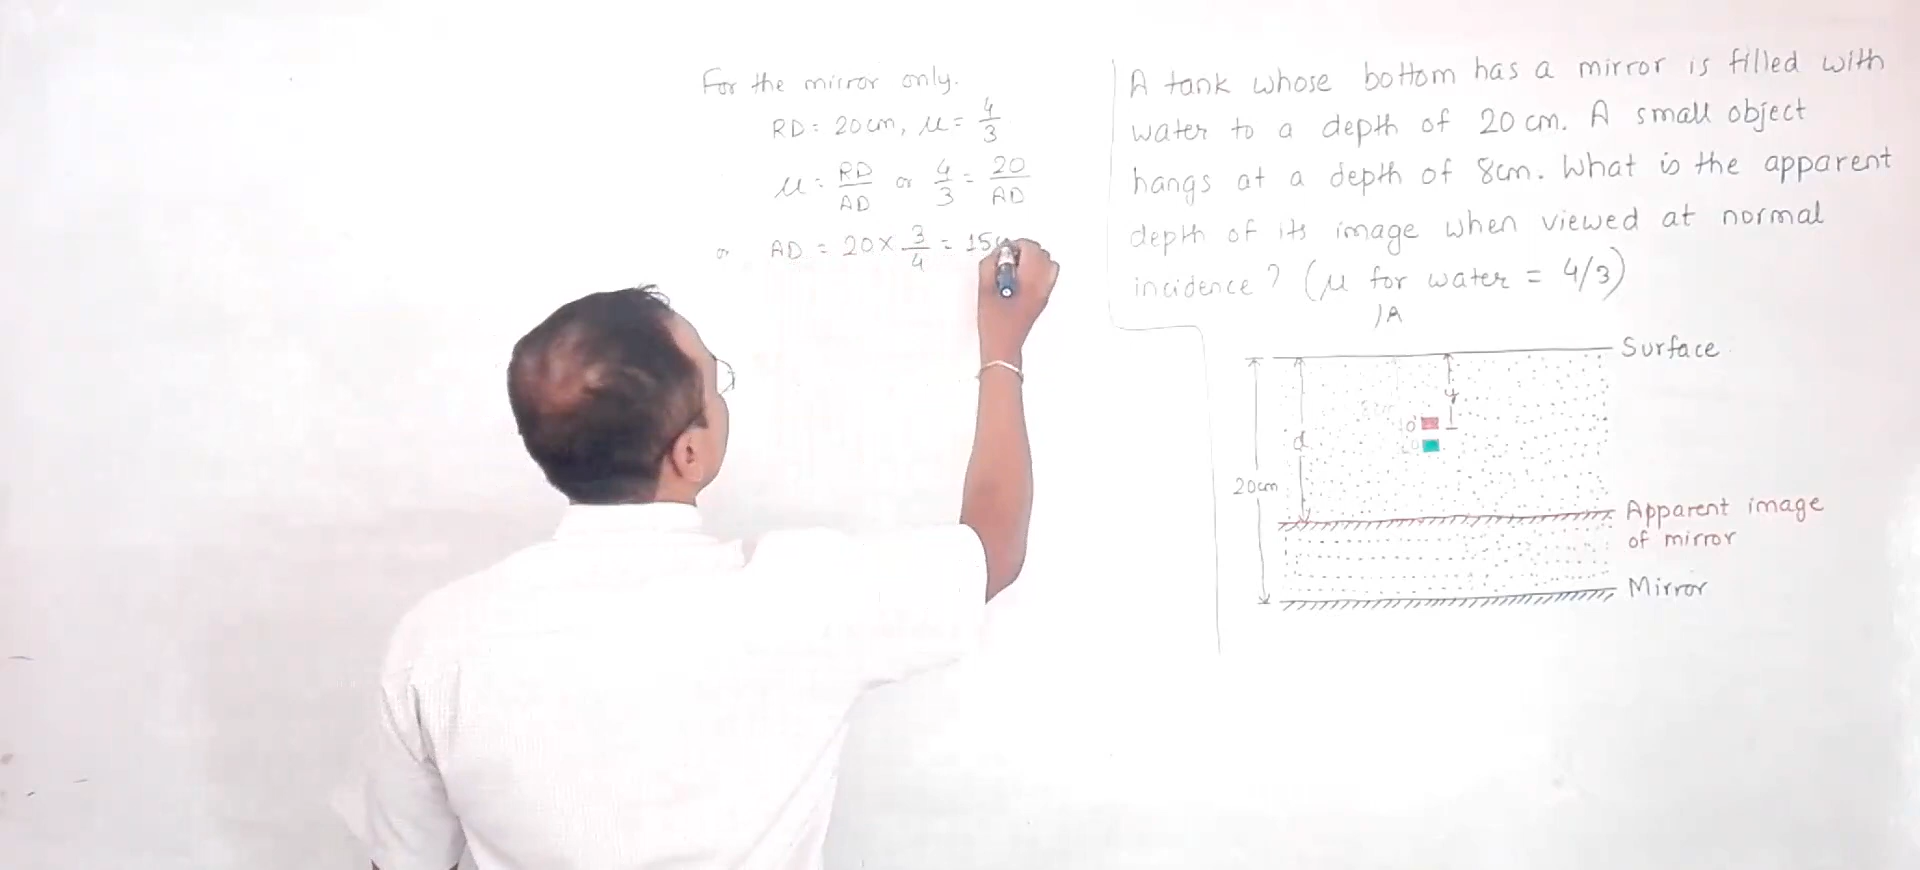 For the mirror only.
RD = 20 cm, μ = 4/3
μ = RD/AD or 4/3 = 20/AD
or AD = 20 × 3/4 = 15
A tank whose bottom has a mirror is filled with
water to a depth of 20 cm. A small object
hangs at a depth of 8cm. What is the apparent
depth of its image when viewed at normal
incidence? (μ for water = 4/3)
A
Surface
y
d
20cm
Apparent image
of mirror
Mirror